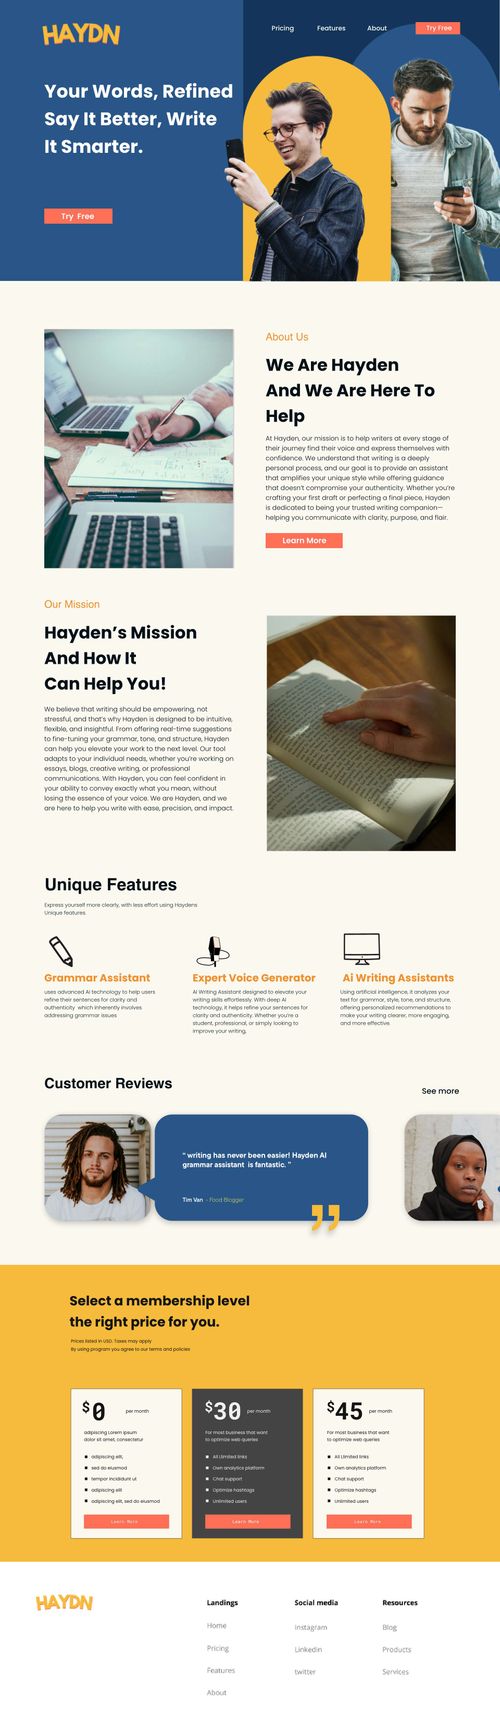 HAYDN
Pricing
Features
About
Try Free
Your Words, Refined
Say It Better, Write
It Smarter.
Try Free
About Us
We Are Hayden
And We Are Here To
Help
At Hayden, our mission is to help writers at every stage of
their journey find their voice and express themselves with
confidence. We understand that writing is a deeply
personal process, and our goal is to provide an assistant
that amplifies your unique style while offering guidance
that doesn't compromise your authenticity. Whether you're
crafting your first draft or perfecting a final piece, Hayden
is dedicated to being your trusted writing companion—
helping you communicate with clarity, purpose, and flair.
Learn More
Our Mission
Hayden's Mission
And How It
Can Help You!
We believe that writing should be empowering, not
stressful, and that's why Hayden is designed to be intuitive,
flexible, and insightful. From offering real-time suggestions
to fine-tuning your grammar, tone, and structure, Hayden
can help you elevate your work to the next level. Our tool
adapts to your individual needs, whether you're working on
essays, blogs, creative writing, or professional
communications. With Hayden, you can feel confident in
your ability to convey exactly what you mean, without
losing the essence of your voice. We are Hayden, and we
are here to help you write with ease, precision, and impact.
Unique Features
Express yourself more clearly, with less effort using Haydens
Unique features.
Grammar Assistant
uses advanced AI technology to help users
refine their sentences for clarity and
authenticity which inherently involves
addressing grammar issues
Expert Voice Generator
AI Writing Assistant designed to elevate your
writing skills effortlessly. With deep AI
technology, it helps refine your sentences for
clarity and authenticity. Whether you're a
student, professional, or simply looking to
improve your writing,
Ai Writing Assistants
Using artificial intelligence, it analyzes your
text for grammar, style, tone, and structure,
offering personalized recommendations to
make your writing clearer, more engaging,
and more effective
Customer Reviews
See more
" writing has never been easier! Hayden AI
grammar assistant is fantastic. "
Tim Van - Food Blogger
Select a membership level
the right price for you.
Prices listed in USD. Taxes may apply
By using program you agree to our terms and policies
$0 per month
adipiscing Lorem ipsum
dolor sit amet, consectetur
adipiscing elit,
sed do eiusmod
tempor incididunt ut
adipiscing elit
adipiscing elit, sed do eiusmod
Learn More
$30 per month
For most business that want
to optimize web queries
All Limited links
Own analytics platform
Chat support
Optimize hashtags
Unlimited users
Learn More
$45 per month
For most business that want
to optimize web queries
All Limited links
Own analytics platform
Chat support
Optimize hashtags
Unlimited users
Learn More
HAYDN
Landings
Home
Pricing
Features
About
Social media
Instagram
Linkedin
twitter
Resources
Blog
Products
Services